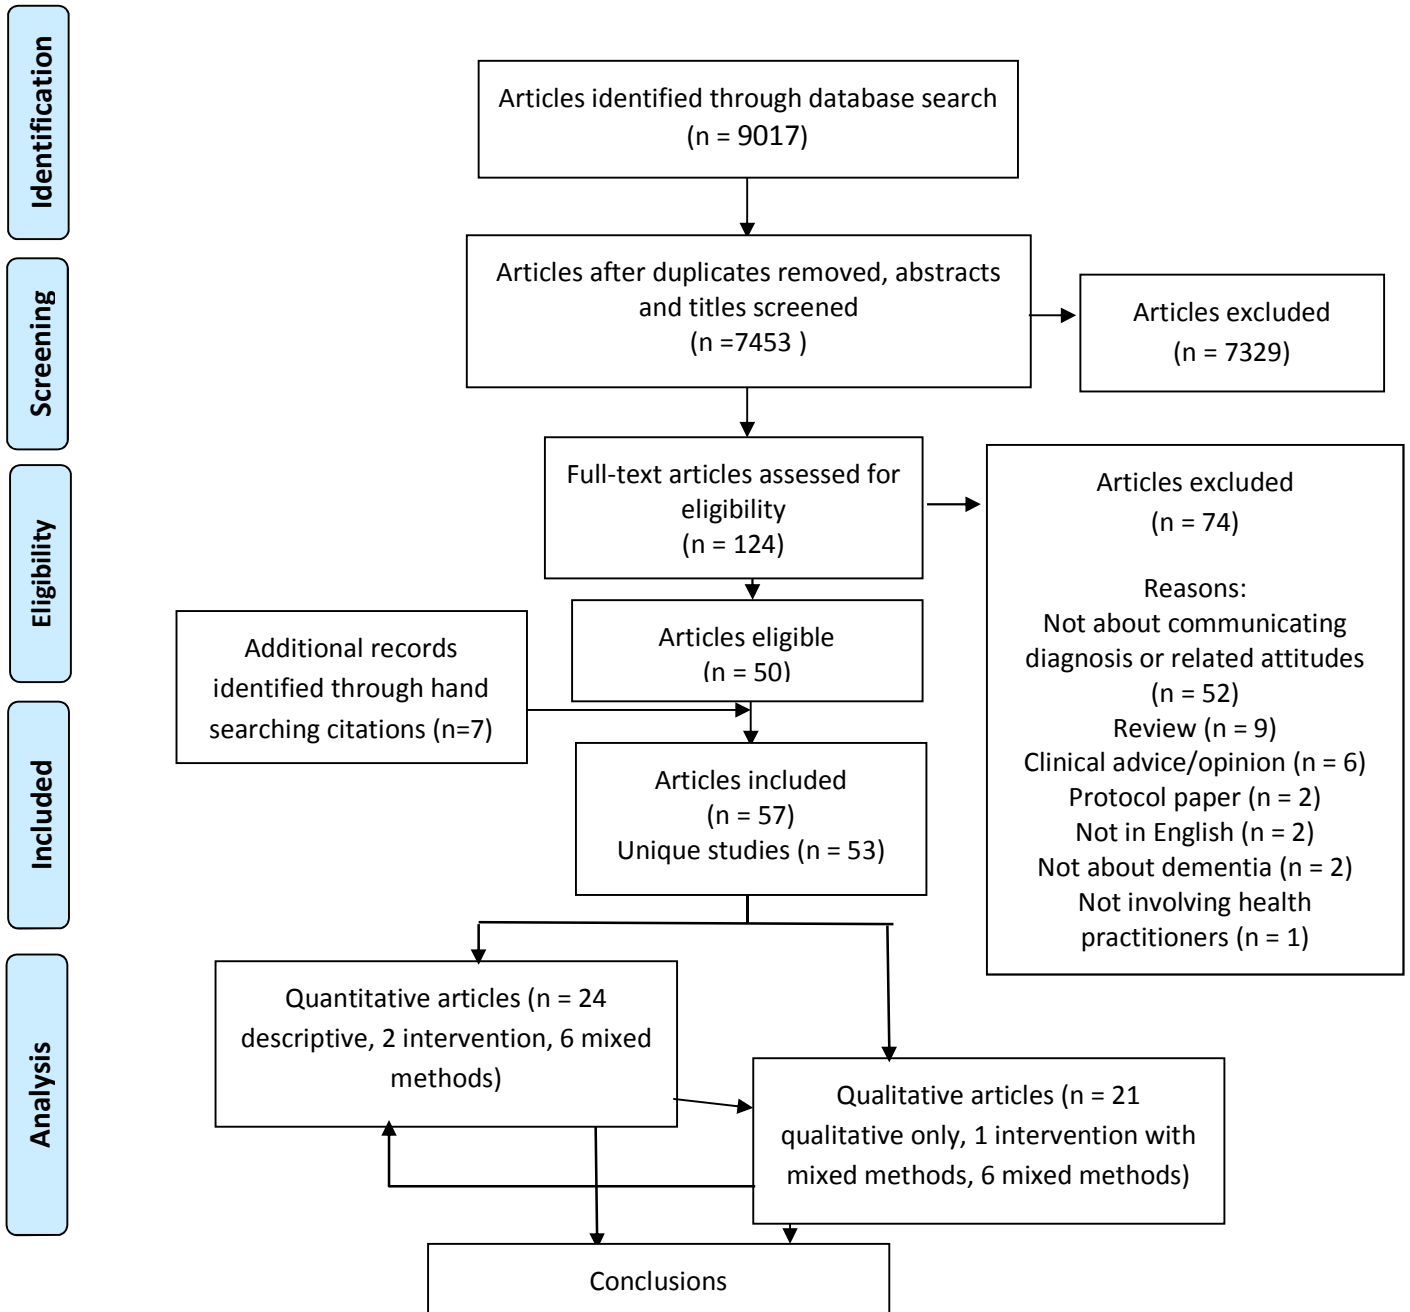 Identification
Articles identified through database search
(n = 9017)
Screening
Articles after duplicates removed, abstracts
and titles screened
(n =7453 )
Articles excluded
(n = 7329)
Eligibility
Full-text articles assessed for
eligibility
(n = 124)
Articles excluded
(n = 74)
Reasons:
Not about communicating
diagnosis or related attitudes
(n = 52)
Review (n = 9)
Clinical advice/opinion (n = 6)
Protocol paper (n = 2)
Not in English (n = 2)
Not about dementia (n = 2)
Not involving health
practitioners (n = 1)
Articles eligible
(n = 50)
Additional records
identified through hand
searching citations (n=7)
Included
Articles included
(n = 57)
Unique studies (n = 53)
Analysis
Quantitative articles (n = 24
descriptive, 2 intervention, 6 mixed
methods)
Qualitative articles (n = 21
qualitative only, 1 intervention with
mixed methods, 6 mixed methods)
Conclusions